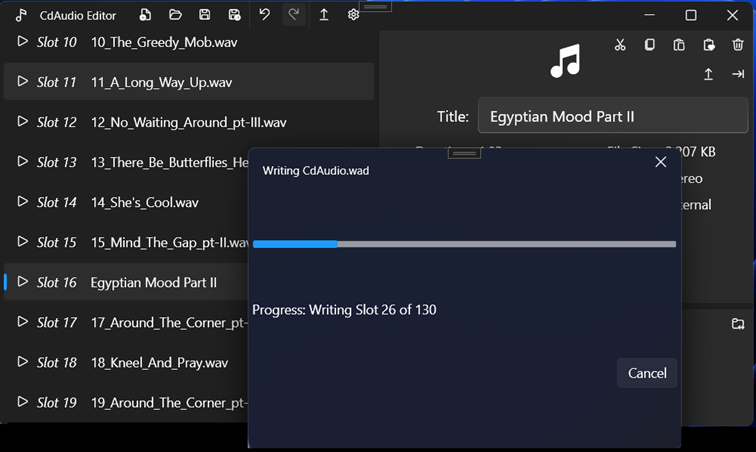 CdAudio Editor
Slot 10 10_The_Greedy_Mob.wav
Slot 11 11_A_Long_Way_Up.wav
Slot 12 12_No_Waiting_Around_pt-III.wav
Slot 13 13_There_Be_Butterflies_He
Slot 14 14_She's_Cool.wav
Slot 15 15_Mind_The_Gap_pt-II.wav
Slot 16 Egyptian Mood Part II
Slot 17 17_Around_The_Corner_pt-
Slot 18 18_Kneel_And_Pray.wav
Slot 19 19_Around_The_Corner_pt-
Title: Egyptian Mood Part II
KB
ereo
ternal
Writing CdAudio.wad
Progress: Writing Slot 26 of 130
Cancel